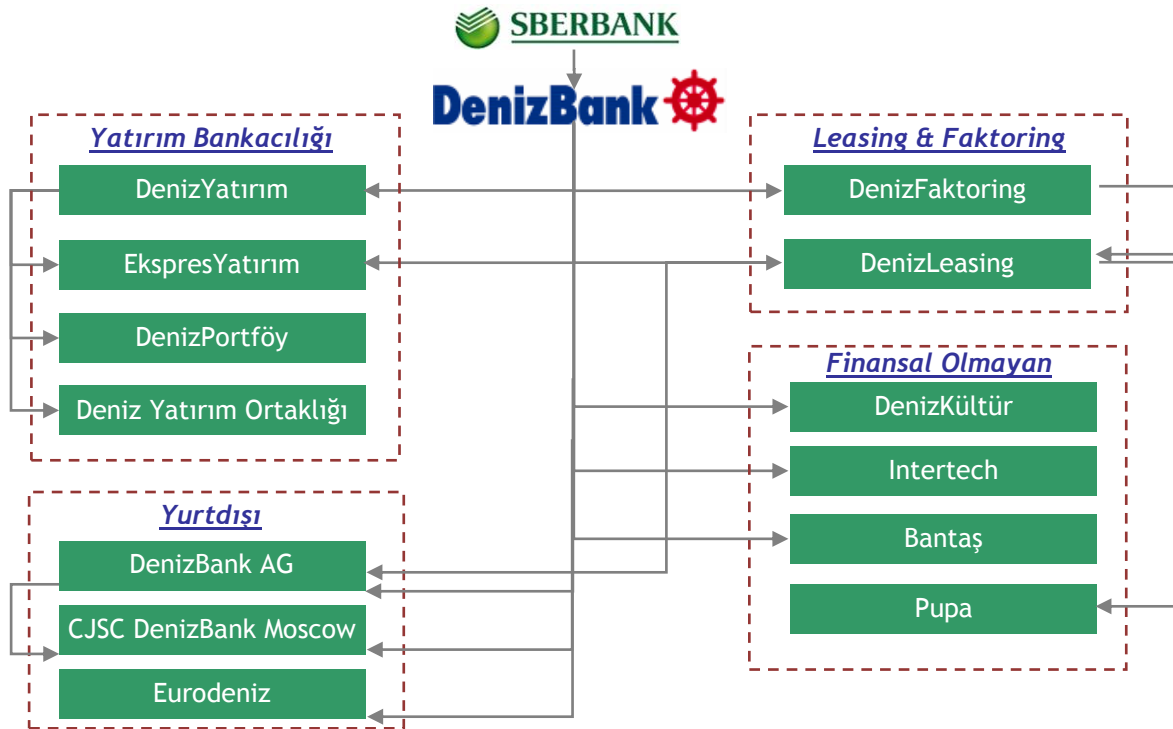 SBERBANK
DenizBank
Yatırım Bankacılığı
DenizYatırım
EkspresYatırım
DenizPortföy
Deniz Yatırım Ortaklığı
Leasing & Faktoring
DenizFaktoring
DenizLeasing
Finansal Olmayan
DenizKültür
Intertech
Bantaş
Pupa
Yurtdışı
DenizBank AG
CJSC DenizBank Moscow
Eurodeniz